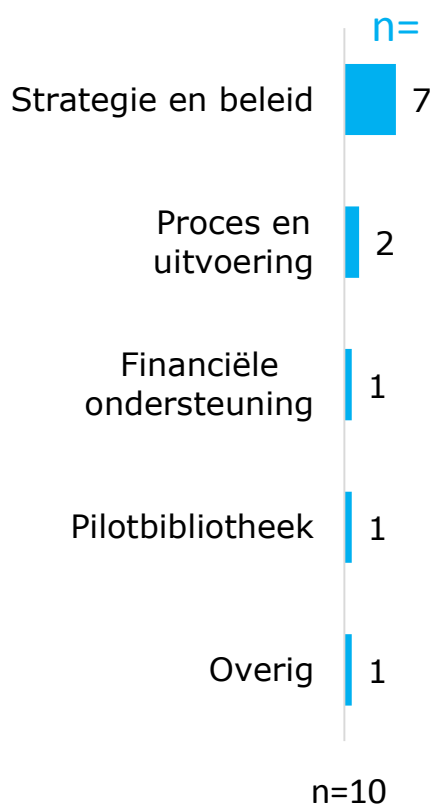 n=
Strategie en beleid 7
Proces en
uitvoering 2
Financiële
ondersteuning 1
Pilotbibliotheek 1
Overig 1
n=10